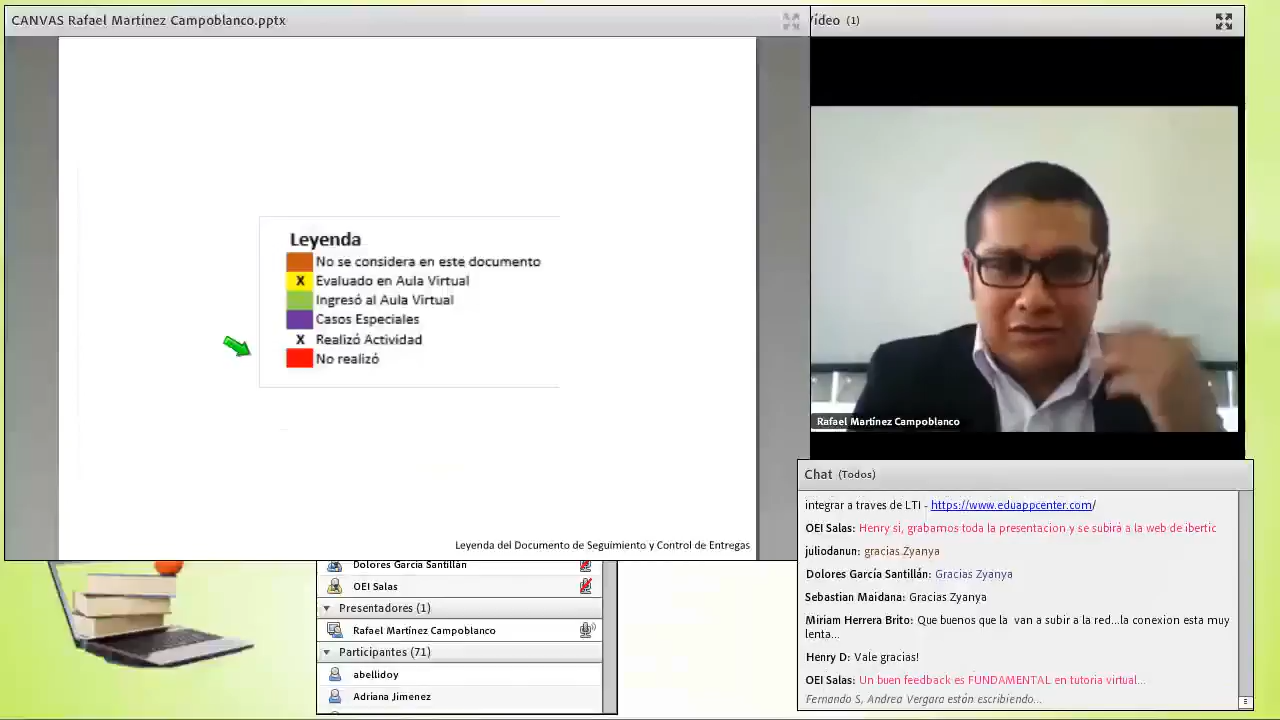 CANVAS Rafael Martinez Campoblanco.pptx
Leyenda
No se considera en este documento
X Evaluado en Aula Virtual
Ingresó al Aula Virtual
Casos Especiales
X Realizó Actividad
No realizó
Leyenda del Documento de Seguimiento y Control de Entregas
Vídeo (1)
Rafael Martínez Campoblanco
Dolores García Santillán
OEI Salas
Presentadores (1)
Rafael Martínez Campoblanco
Participantes (71)
abellidoy
Adriana Jimenez
Chat (Todos)
integrar a traves de LTI - https://www.eduappcenter.com/
OEI Salas: Henry si, grabamos toda la presentacion y se subirá a la web de ibertic
juliodanun: gracias Zyanya
Dolores García Santillán: Gracias Zyanya
Sebastian Maidana: Gracias Zyanya
Miriam Herrera Brito: Que buenos que la van a subir a la red...la conexion esta muy
lenta...
Henry D: Vale gracias!
OEI Salas: Un buen feedback es FUNDAMENTAL en tutoria virtual...
Fernando S, Andrea Vergara están escribiendo...